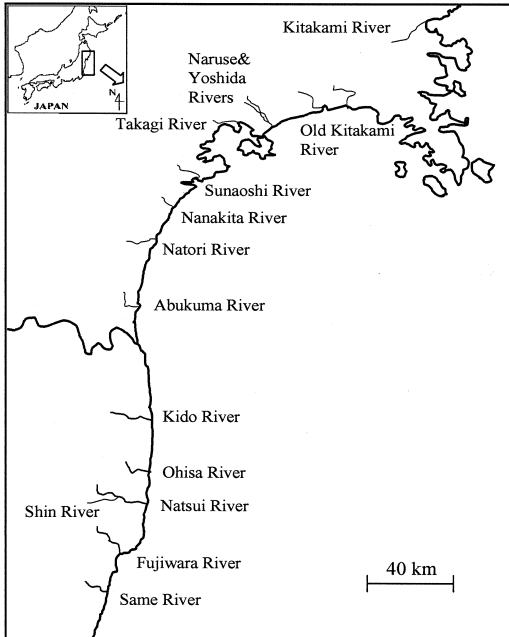 Kitakami River
Naruse&
Yoshida
Rivers
JAPAN
N
Takagi River
Old Kitakami
River
Sunaoshi River
Nanakita River
Natori River
Abukuma River
Kido River
Ohisa River
Natsui River
Shin River
Fujiwara River
40 km
Same River